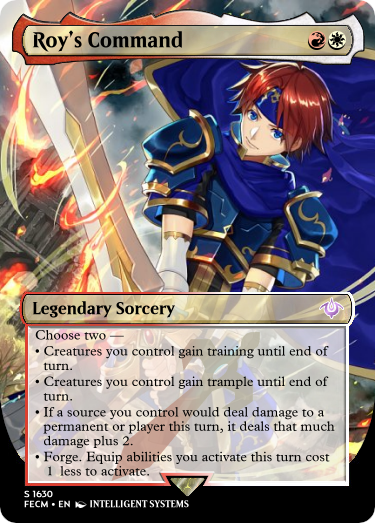 Roy's Command
Legendary Sorcery
Choose two —
• Creatures you control gain training until end of
turn.
• Creatures you control gain trample until end of
turn.
• If a source you control would deal damage to a
permanent or player this turn, it deals that much
damage plus 2.
• Forge. Equip abilities you activate this turn cost
1 less to activate.
S 1630
FECM • EN INTELLIGENT SYSTEMS